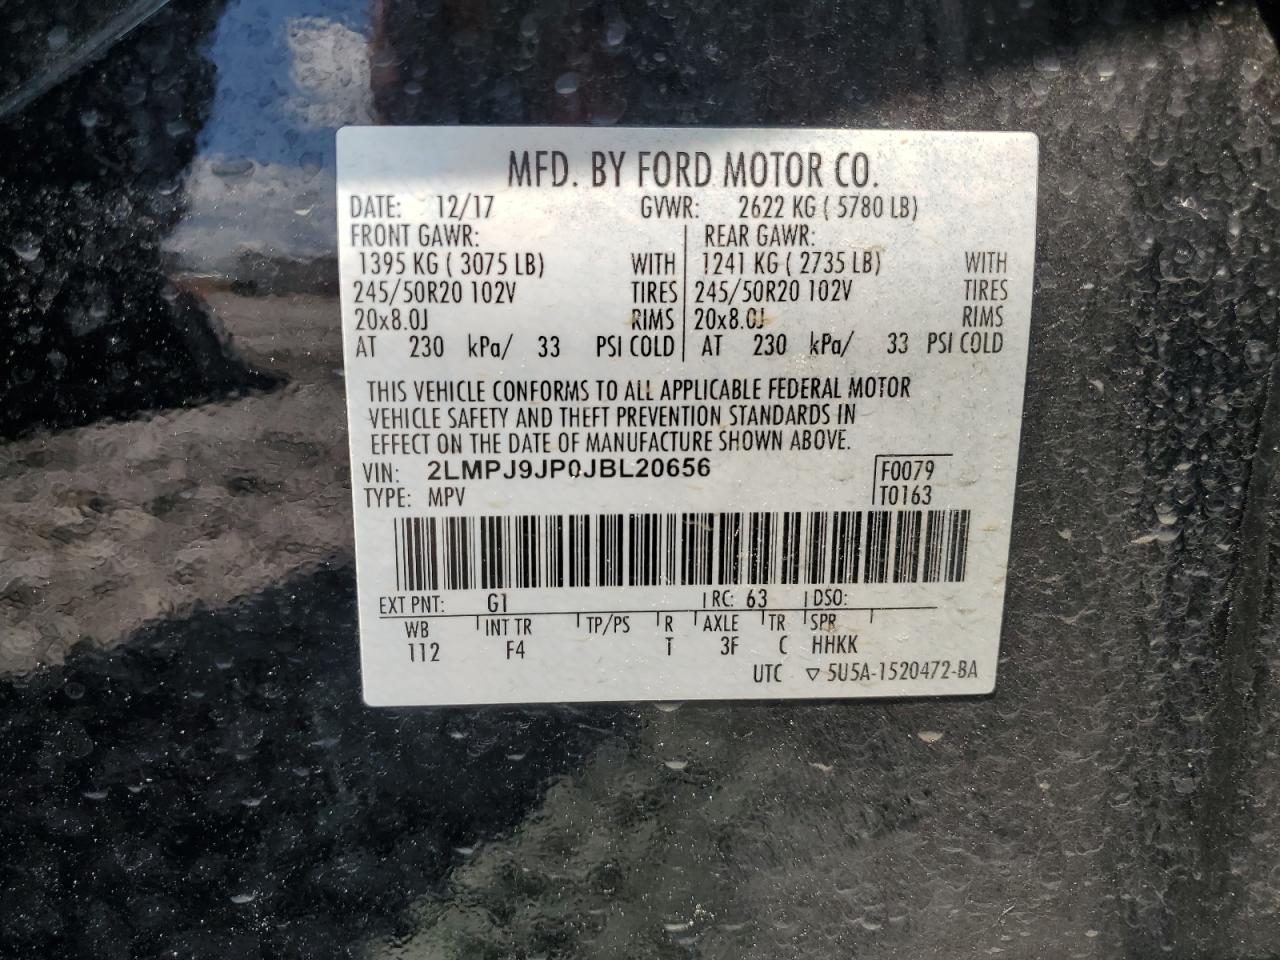 MFD. BY FORD MOTOR CO.
DATE: 12/17 GVWR: 2622 KG ( 5780 LB)
FRONT GAWR: REAR GAWR:
1395 KG ( 3075 LB) WITH 1241 KG ( 2735 LB) WITH
245/50R20 102V TIRES 245/50R20 102V TIRES
20x8.0J RIMS 20x8.0J RIMS
AT 230 kPa/ 33 PSI COLD AT 230 kPa/ 33 PSI COLD
THIS VEHICLE CONFORMS TO ALL APPLICABLE FEDERAL MOTOR
VEHICLE SAFETY AND THEFT PREVENTION STANDARDS IN
EFFECT ON THE DATE OF MANUFACTURE SHOWN ABOVE.
VIN: 2LMPJ9JP0JBL20656 F0079
TYPE: MPV T0163
EXT PNT: G1 RC: 63 DSO:
WB INT TR TP/PS R AXLE TR SPR
112 F4 T 3F C HHKK
UTC ▽ 5U5A-1520472-BA